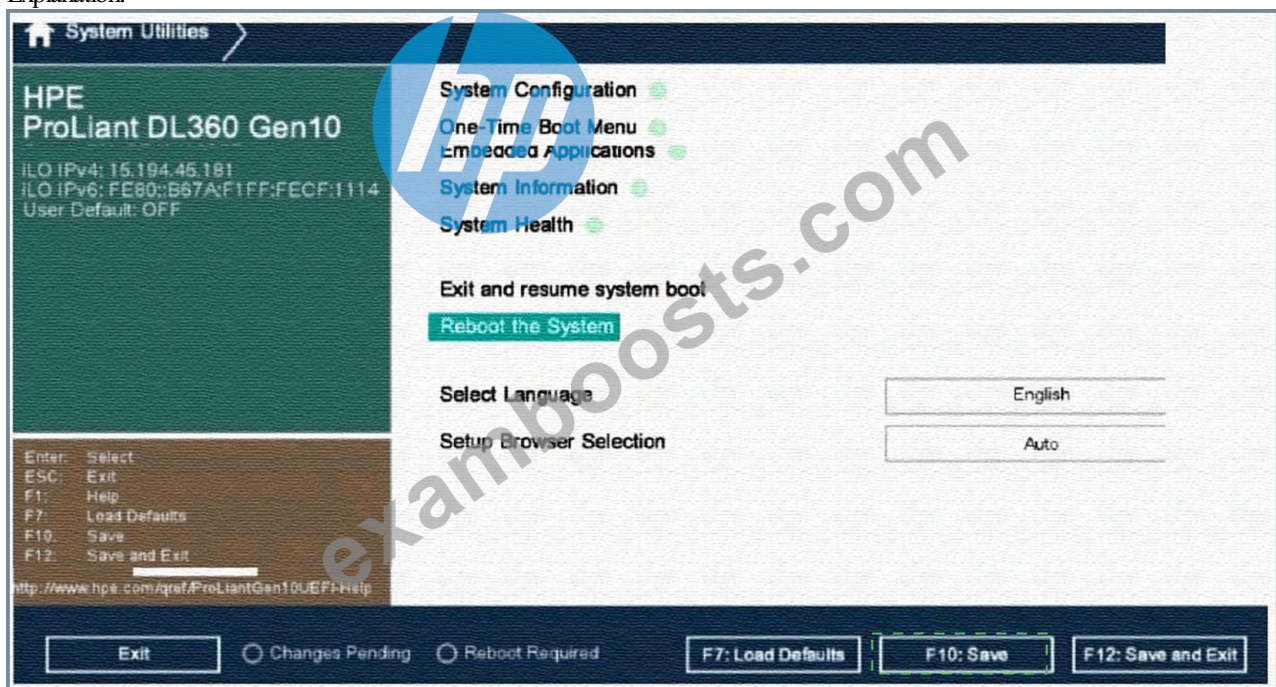 Explanation:
System Utilities
HPE
ProLiant DL360 Gen10
iLO IPv4: 15.194.45.181
iLO IPv6: FE80::B67A:F1FF:FECF:1114
User Default: OFF
Enter: Select
ESC: Exit
F1: Help
F7: Load Defaults
F10: Save
F12: Save and Exit
http://www.hpe.com/qref/ProLiantGen10UEFI-Help
hp
System Configuration
One-Time Boot Menu
Embedded Applications
System Information
System Health
Exit and resume system boot
Reboot the System
Select Language English
Setup Browser Selection Auto
examboosts.com
Exit Changes Pending Reboot Required F7: Load Defaults F10: Save F12: Save and Exit